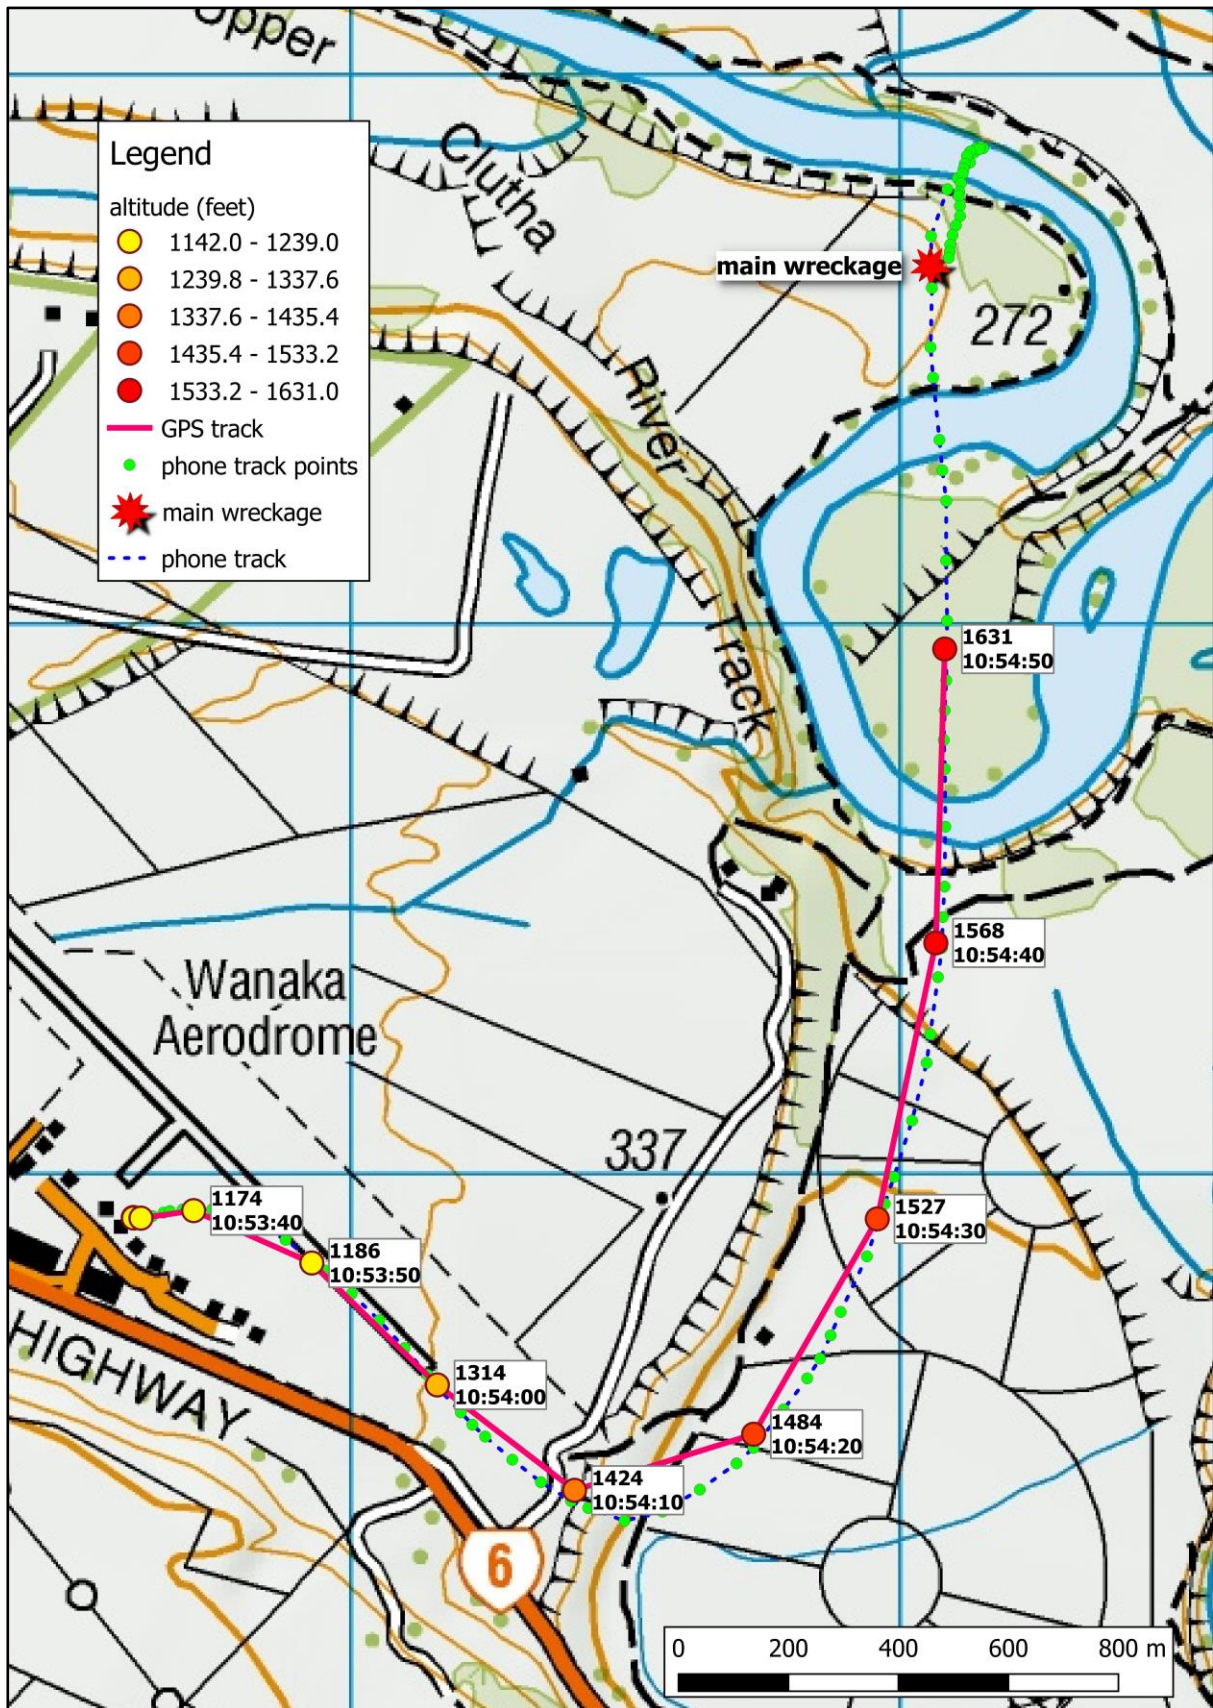 Upper
Clutha
River
Track
Legend
altitude (feet)
1142.0 - 1239.0
1239.8 - 1337.6
1337.6 - 1435.4
1435.4 - 1533.2
1533.2 - 1631.0
GPS track
phone track points
main wreckage
phone track
main wreckage
272
1631
10:54:50
1568
10:54:40
Wanaka
Aerodrome
337
1174
10:53:40
1186
10:53:50
1527
10:54:30
1314
10:54:00
1484
10:54:20
1424
10:54:10
HIGHWAY
6
0 200 400 600 800 m